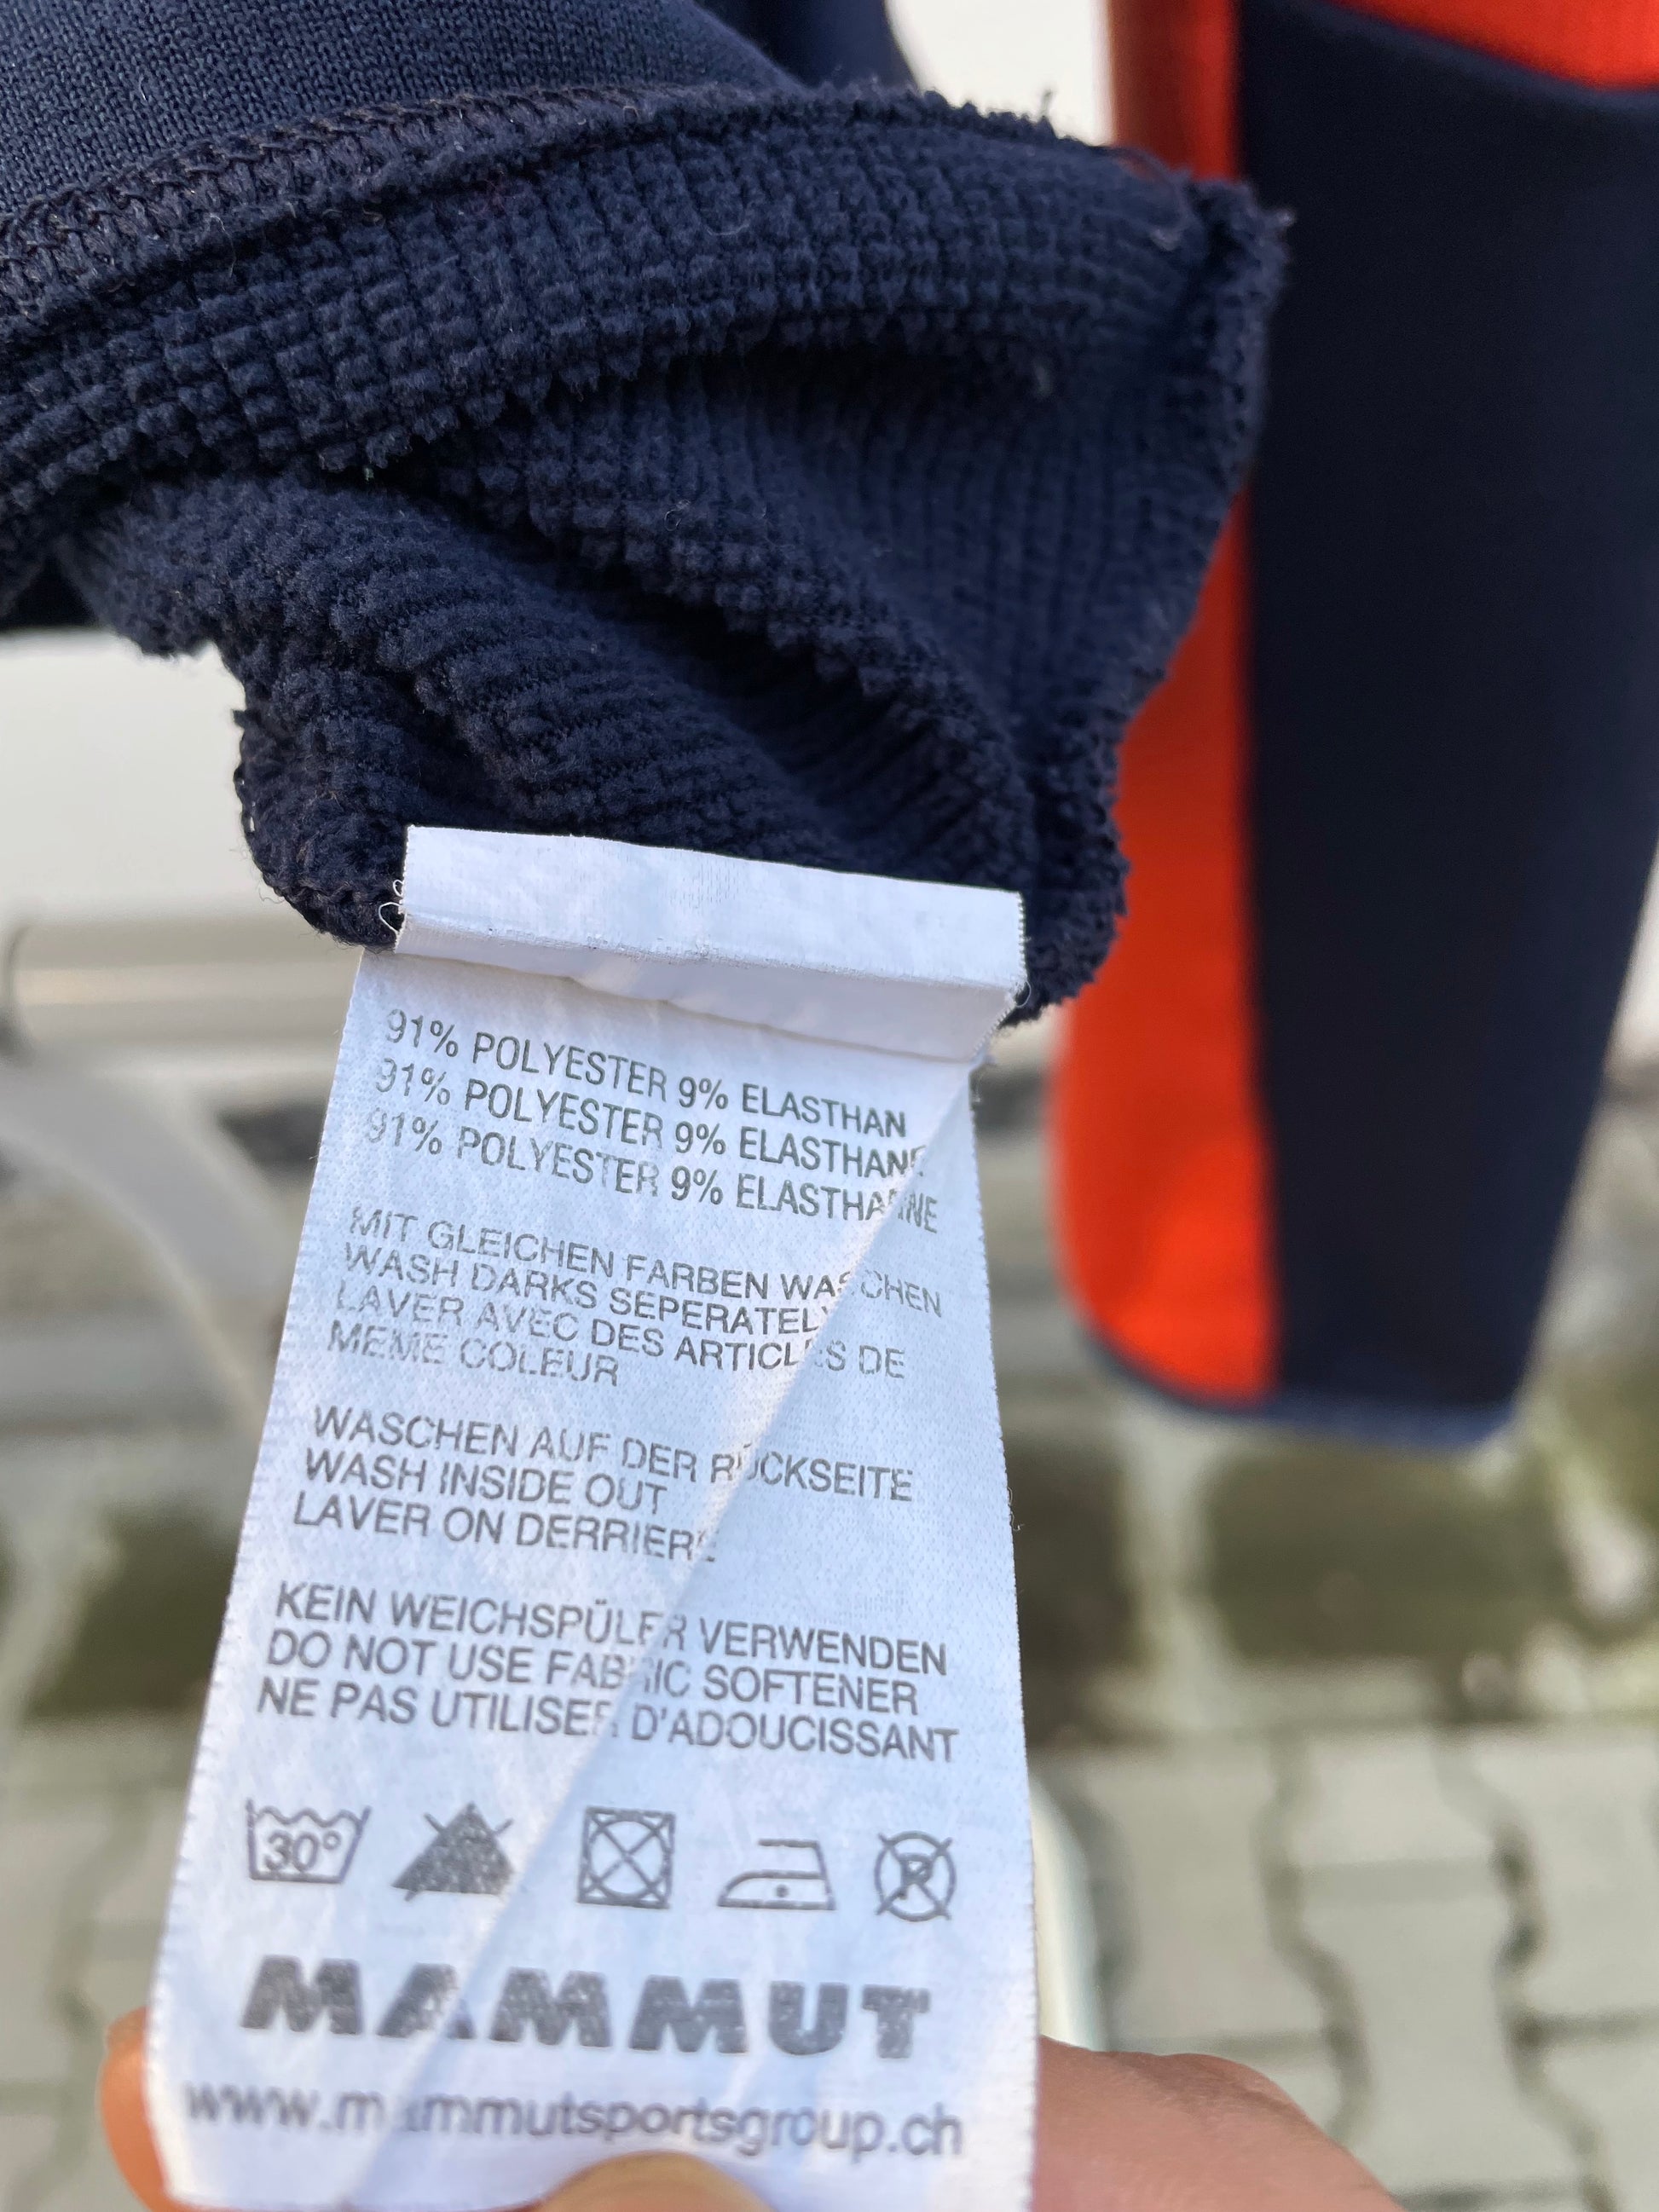 91% POLYESTER 9% ELASTHAN
91% POLYESTER 9% ELASTHANE
91% POLYESTER 9% ELASTHANNE
MIT GLEICHEN FARBEN WASCHEN
WASH DARKS SEPERATELY
LAVER AVEC DES ARTICLES DE
MEME COLEUR
WASCHEN AUF DER RÜCKSEITE
WASH INSIDE OUT
LAVER ON DERRIERE
KEIN WEICHSPÜLER VERWENDEN
DO NOT USE FABRIC SOFTENER
NE PAS UTILISER D'ADOUCISSANT
30° P
MAMMUT
www.mammutsportsgroup.ch